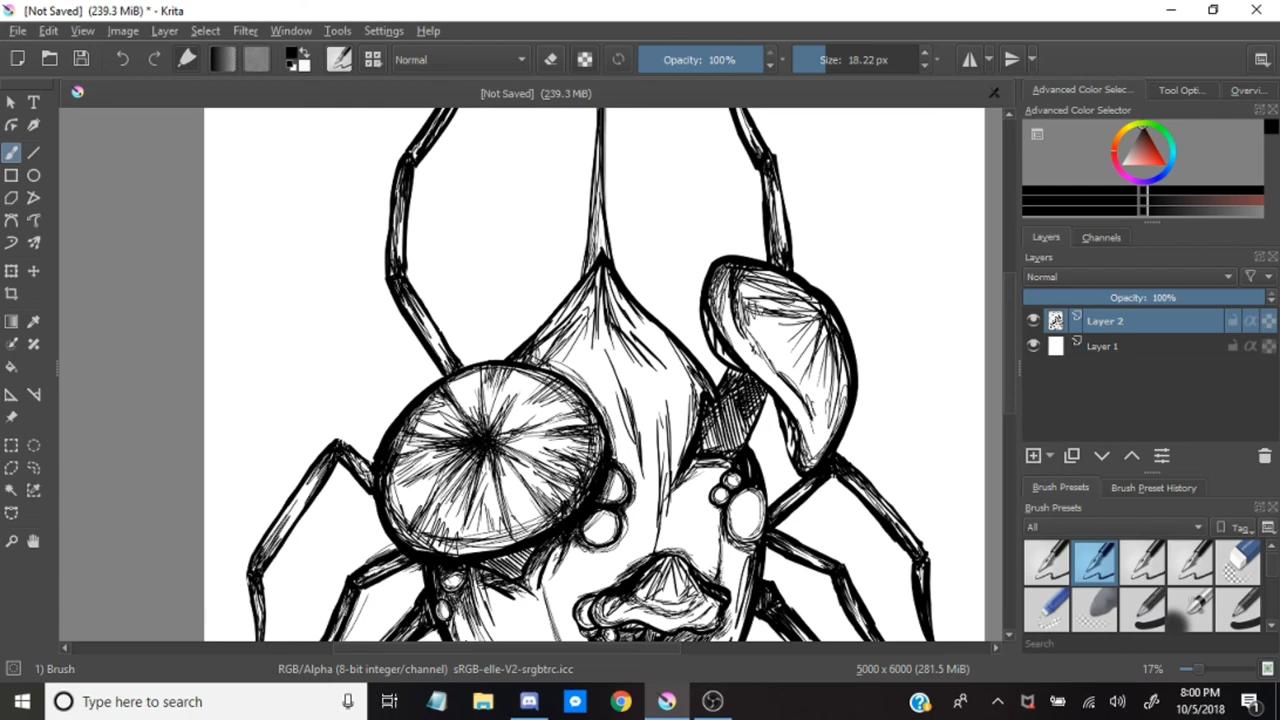 [Not Saved] (239.3 MiB) * - Krita
File Edit View Image Layer Select Filter Window Tools Settings Help
Normal Opacity: 100% Size: 18.22 px
[Not Saved] (239.3 MiB)
Advanced Color Selec... Tool Opti... Overvi...
Advanced Color Selector
Layers Channels
Layers
Normal
Opacity: 100%
Layer 2
Layer 1
Brush Presets Brush Preset History
Brush Presets
All Tag
Search
1) Brush RGB/Alpha (8-bit integer/channel) sRGB-elle-V2-srgbtrc.icc 5000 x 6000 (281.5 MiB) 17%
Type here to search
8:00 PM
10/5/2018
1